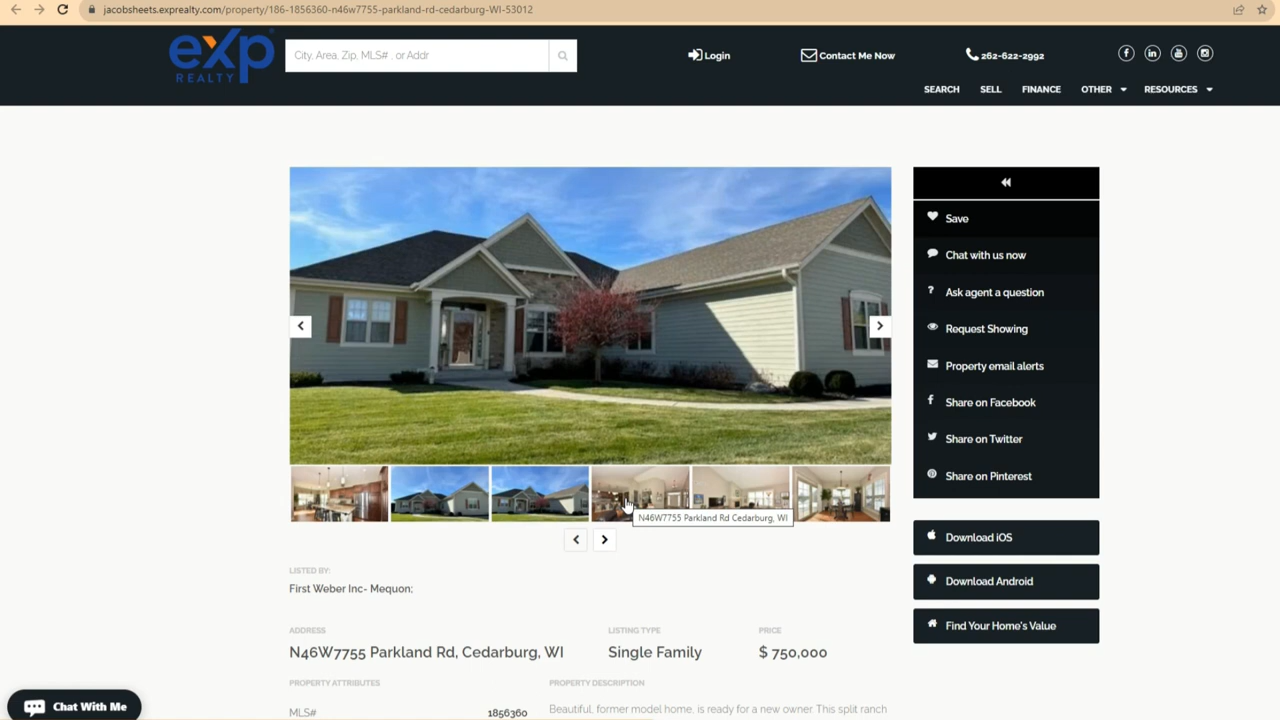 jacobsheets.exprealty.com/property/186-1856360-n46w7755-parkland-rd-cedarburg-WI-53012
eXp
REALTY
City, Area, Zip, MLS# , or Addr
Login
Contact Me Now
262-622-2992
SEARCH
SELL
FINANCE
OTHER
RESOURCES
Save
Chat with us now
Ask agent a question
Request Showing
Property email alerts
Share on Facebook
Share on Twitter
Share on Pinterest
N46W7755 Parkland Rd Cedarburg, WI
Download iOS
Download Android
Find Your Home's Value
LISTED BY:
First Weber Inc- Mequon;
ADDRESS
N46W7755 Parkland Rd, Cedarburg, WI
LISTING TYPE
Single Family
PRICE
$ 750,000
PROPERTY ATTRIBUTES
MLS#
1856360
PROPERTY DESCRIPTION
Beautiful, former model home, is ready for a new owner. This split ranch
Chat With Me